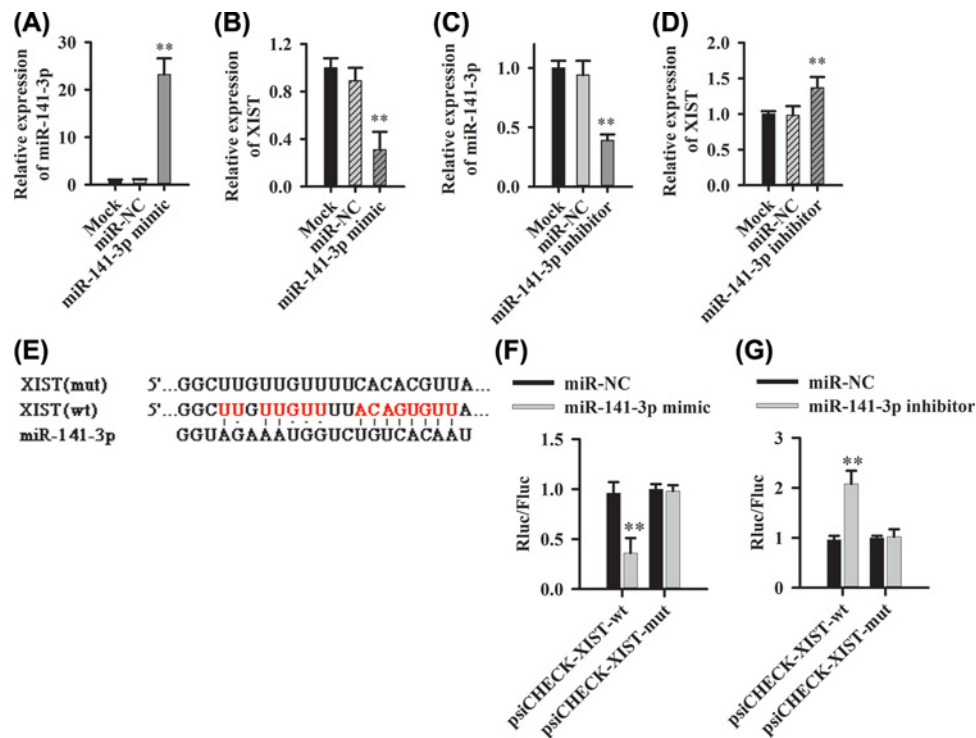 (A)
Relative expression
of miR-141-3p
30
20
10
0
**
Mock
miR-NC
miR-141-3p mimic
(B)
Relative expression
of XIST
1.2
0.8
0.4
0.0
**
Mock
miR-NC
miR-141-3p mimic
(C)
Relative expression
of miR-141-3p
1.0
0.5
0.0
**
Mock
miR-NC
miR-141-3p inhibitor
(D)
Relative expression
of XIST
2.0
1.5
1.0
0.5
0.0
**
Mock
miR-NC
miR-141-3p inhibitor
(E)
XIST(mut) 5'...GGCUUGUUGUUUUCACACGUUA...
XIST(wt) 5'...GGCUUUUGUUUUACAGUGUUA...
miR-141-3p GGUAGAAAUGGUCUGUCACAAU
(F)
miR-NC
miR-141-3p mimic
Rluc/Fluc
1.5
1.0
0.5
0.0
**
psiCHECK-XIST-wt
psiCHECK-XIST-mut
(G)
miR-NC
miR-141-3p inhibitor
Rluc/Fluc
3
2
1
0
**
psiCHECK-XIST-wt
psiCHECK-XIST-mut